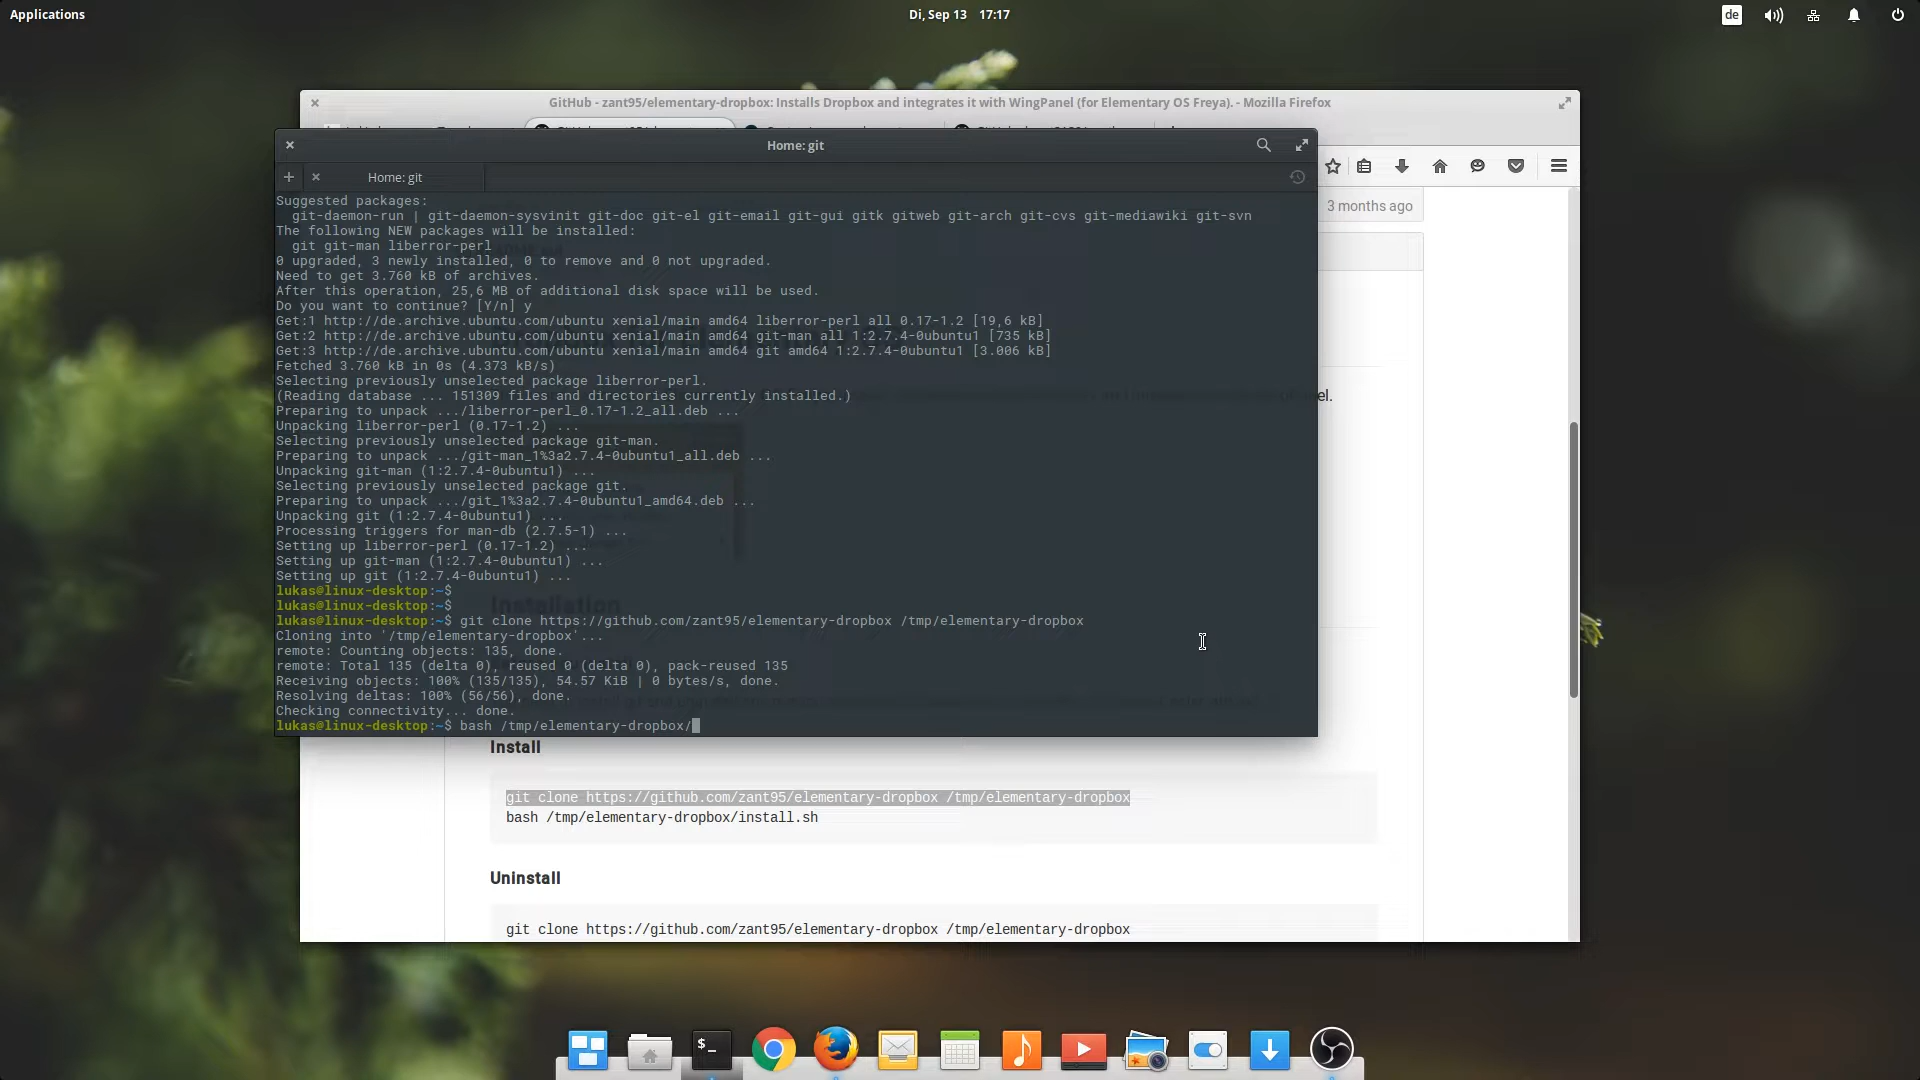 Applications
Di, Sep 13 17:17
de
GitHub - zant95/elementary-dropbox: Installs Dropbox and integrates it with WingPanel (for Elementary OS Freya). - Mozilla Firefox
Home: git
Home: git
3 months ago
Suggested packages:
git-daemon-run | git-daemon-sysvinit git-doc git-el git-email git-gui gitk gitweb git-arch git-cvs git-mediawiki git-svn
The following NEW packages will be installed:
git git-man liberror-perl
0 upgraded, 3 newly installed, 0 to remove and 0 not upgraded.
Need to get 3.760 kB of archives.
After this operation, 25,6 MB of additional disk space will be used.
Do you want to continue? [Y/n] y
Get:1 http://de.archive.ubuntu.com/ubuntu xenial/main amd64 liberror-perl all 0.17-1.2 [19,6 kB]
Get:2 http://de.archive.ubuntu.com/ubuntu xenial/main amd64 git-man all 1:2.7.4-0ubuntu1 [735 kB]
Get:3 http://de.archive.ubuntu.com/ubuntu xenial/main amd64 git amd64 1:2.7.4-0ubuntu1 [3.006 kB]
Fetched 3.760 kB in 0s (4.373 kB/s)
Selecting previously unselected package liberror-perl.
(Reading database ... 151309 files and directories currently installed.)
Preparing to unpack .../liberror-perl_0.17-1.2_all.deb ...
Unpacking liberror-perl (0.17-1.2) ...
Selecting previously unselected package git-man.
Preparing to unpack .../git-man_1%3a2.7.4-0ubuntu1_all.deb ...
Unpacking git-man (1:2.7.4-0ubuntu1) ...
Selecting previously unselected package git.
Preparing to unpack .../git_1%3a2.7.4-0ubuntu1_amd64.deb ...
Unpacking git (1:2.7.4-0ubuntu1) ...
Processing triggers for man-db (2.7.5-1) ...
Setting up liberror-perl (0.17-1.2) ...
Setting up git-man (1:2.7.4-0ubuntu1) ...
Setting up git (1:2.7.4-0ubuntu1) ...
lukas@linux-desktop:~$
lukas@linux-desktop:~$
Installation
lukas@linux-desktop:~$ git clone https://github.com/zant95/elementary-dropbox /tmp/elementary-dropbox
Cloning into '/tmp/elementary-dropbox'...
remote: Counting objects: 135, done.
remote: Total 135 (delta 0), reused 0 (delta 0), pack-reused 135
Receiving objects: 100% (135/135), 54.57 KiB | 0 bytes/s, done.
Resolving deltas: 100% (56/56), done.
Checking connectivity... done.
lukas@linux-desktop:~$ bash /tmp/elementary-dropbox/
Install
git clone https://github.com/zant95/elementary-dropbox /tmp/elementary-dropbox
bash /tmp/elementary-dropbox/install.sh
Uninstall
git clone https://github.com/zant95/elementary-dropbox /tmp/elementary-dropbox
$ -